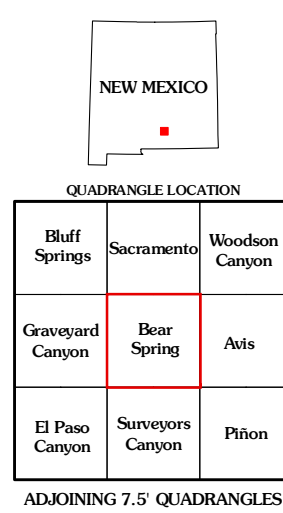 NEW MEXICO
QUADRANGLE LOCATION
Bluff
Springs
Sacramento
Woodson
Canyon
Graveyard
Canyon
Bear
Spring
Avis
El Paso
Canyon
Surveyors
Canyon
Piñon
ADJOINING 7.5' QUADRANGLES